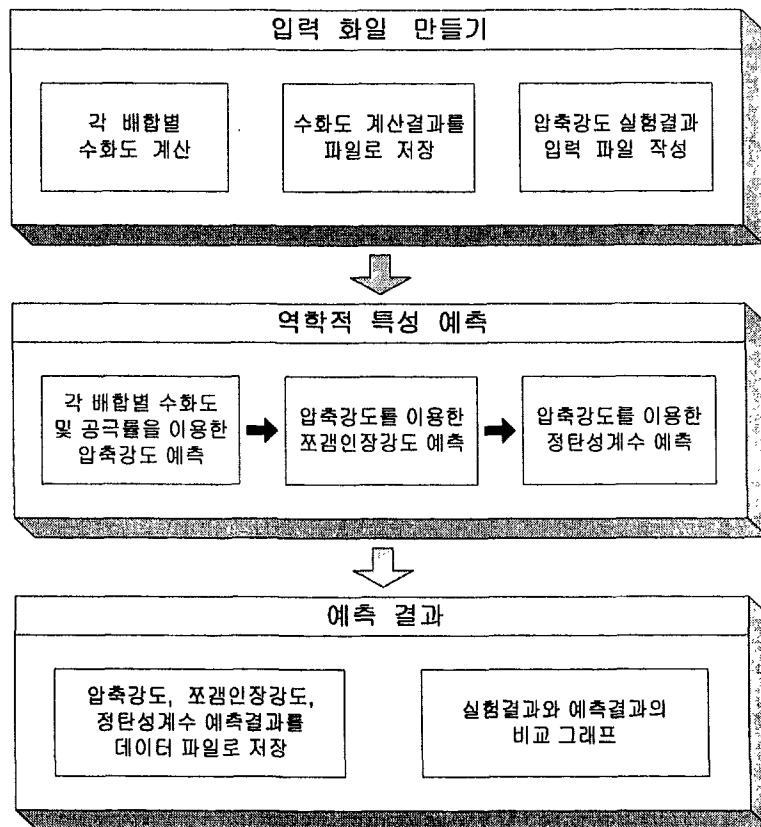 입력 화일 만들기
각 배합별
수화도 계산
수화도 계산결과를
파일로 저장
압축강도 실험결과
입력 파일 작성
역학적 특성 예측
각 배합별 수화도
및 공극률을 이용한
압축강도 예측
압축강도를 이용한
쪼갬인장강도 예측
압축강도를 이용한
정탄성계수 예측
예측 결과
압축강도, 쪼갬인장강도,
정탄성계수 예측결과를
데이터 파일로 저장
실험결과와 예측결과의
비교 그래프